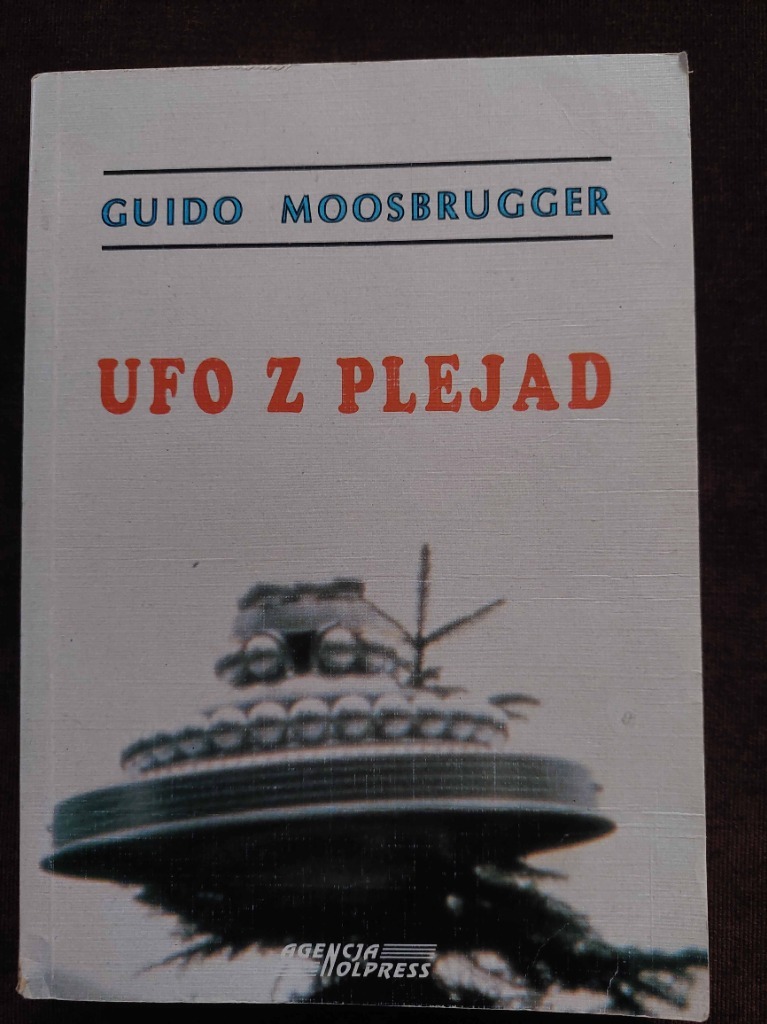 GUIDO MOOSBRUGGER
UFO Z PLEJAD
AGENCJA
NOLPRESS